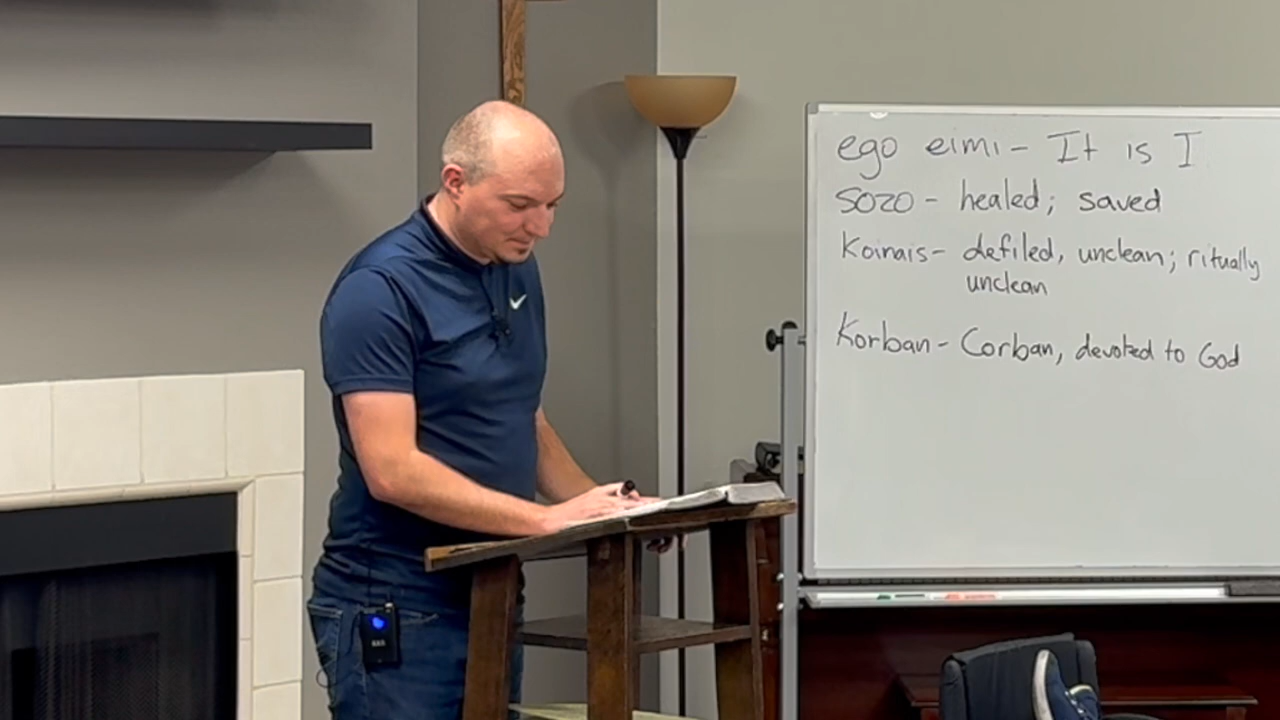 ego eimi - It is I
sozo - healed; saved
Koinais - defiled, unclean; ritually
unclean
Korban - Corban, devoted to God